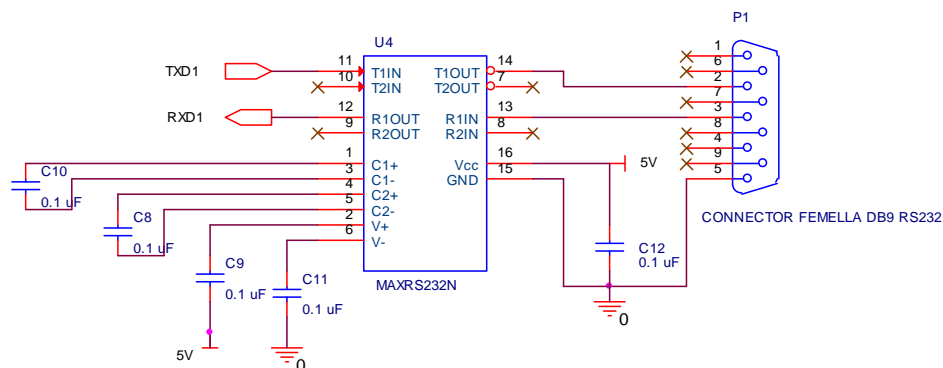 P1
U4
TXD1
11
T1IN
T1OUT
14
10
T2IN
T2OUT
7
RXD1
12
R1OUT
R1IN
13
9
R2OUT
R2IN
8
1
C1+
Vcc
16
5V
3
C1-
GND
15
4
C2+
5
C2-
2
V+
6
V-
MAXRS232N
1
6
2
7
3
8
4
9
5
CONNECTOR FEMELLA DB9 RS232
C10
0.1 uF
C8
0.1 uF
C9
0.1 uF
C11
0.1 uF
C12
0.1 uF
5V
0
0